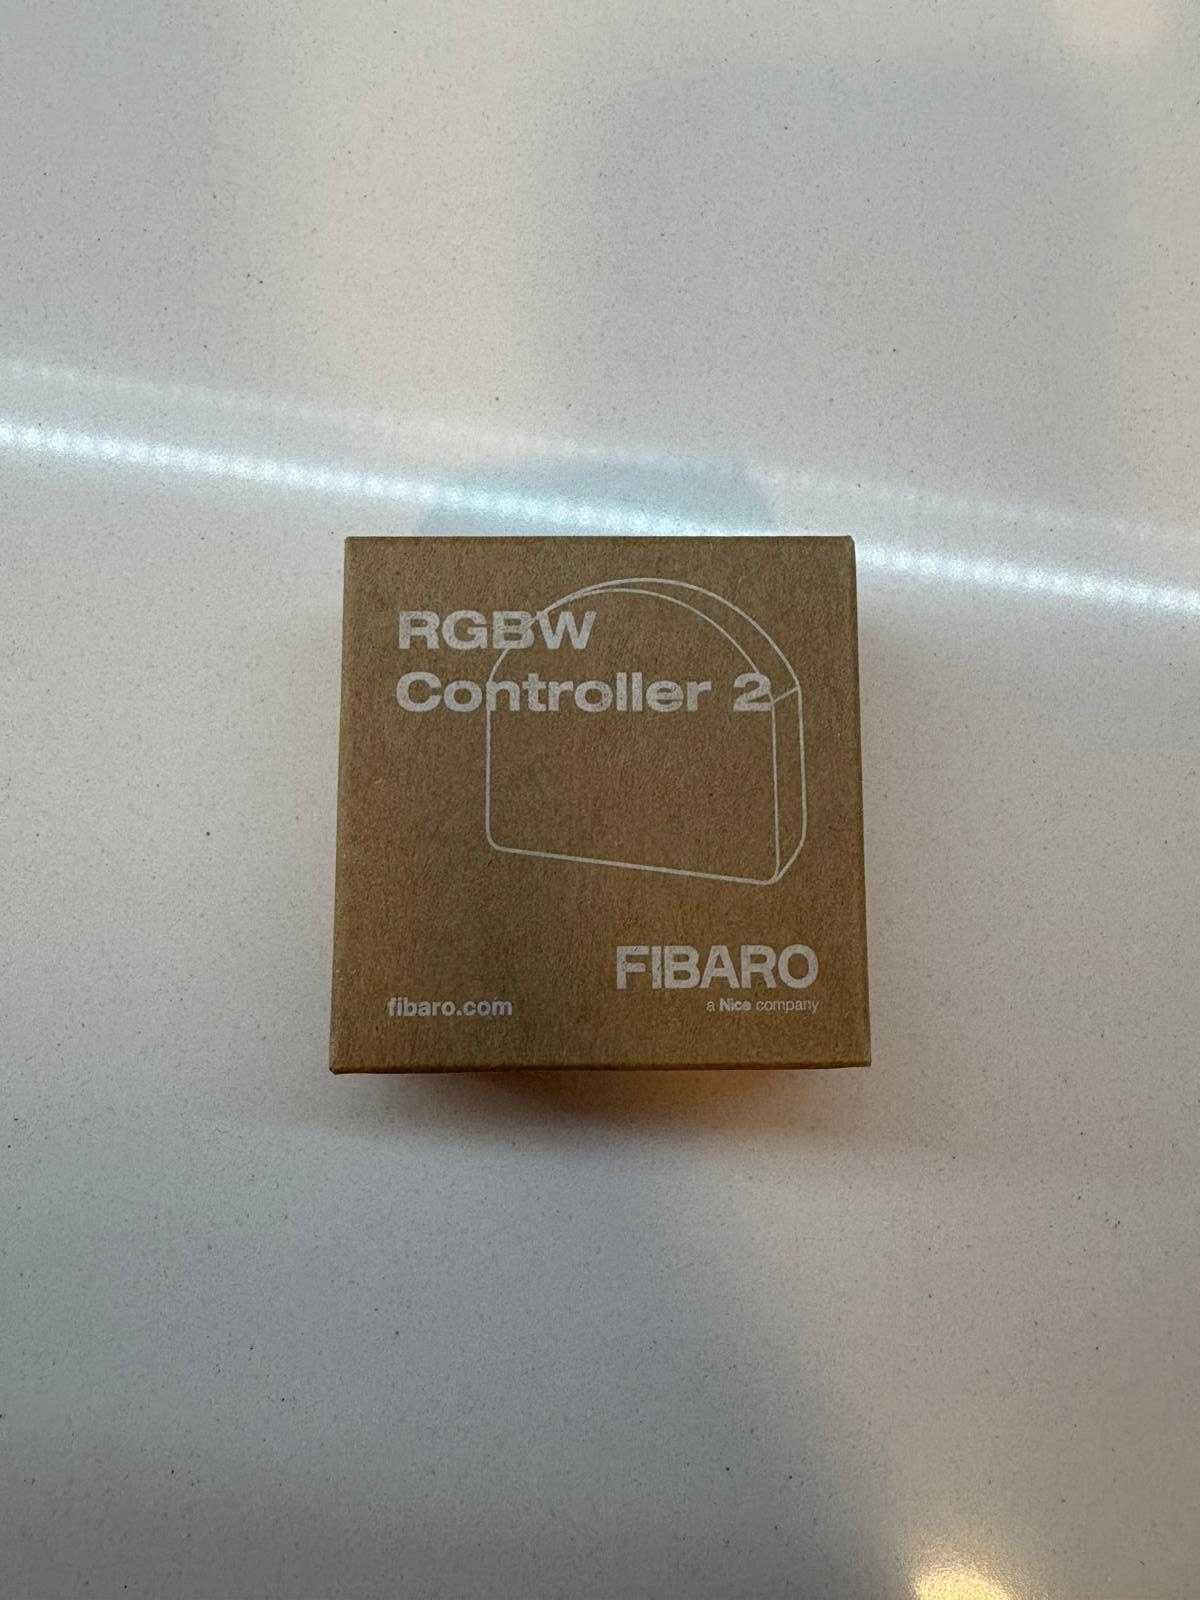 RGBW
Controller 2
FIBARO
a Nice company
fibaro.com